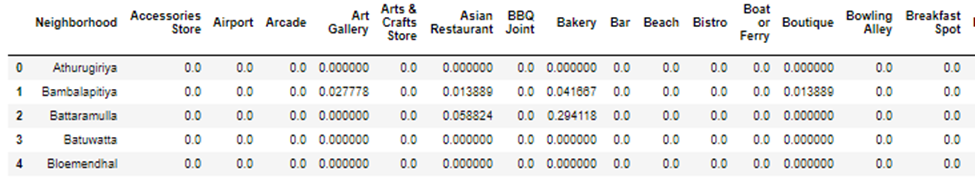 Neighborhood Accessories Store Airport Arcade Art Gallery Arts & Crafts Store Asian Restaurant BBQ Joint Bakery Bar Beach Bistro Boat or Ferry Boutique Bowling Alley Breakfast Spot
0 Athurugiriya 0.0 0.0 0.0 0.000000 0.0 0.000000 0.0 0.000000 0.0 0.0 0.0 0.0 0.000000 0.0 0.0
1 Bambalapitiya 0.0 0.0 0.0 0.027778 0.0 0.013889 0.0 0.041667 0.0 0.0 0.0 0.0 0.013889 0.0 0.0
2 Battaramulla 0.0 0.0 0.0 0.000000 0.0 0.058824 0.0 0.294118 0.0 0.0 0.0 0.0 0.000000 0.0 0.0
3 Batuwatta 0.0 0.0 0.0 0.000000 0.0 0.000000 0.0 0.000000 0.0 0.0 0.0 0.0 0.000000 0.0 0.0
4 Bloemendhal 0.0 0.0 0.0 0.000000 0.0 0.000000 0.0 0.000000 0.0 0.0 0.0 0.0 0.000000 0.0 0.0